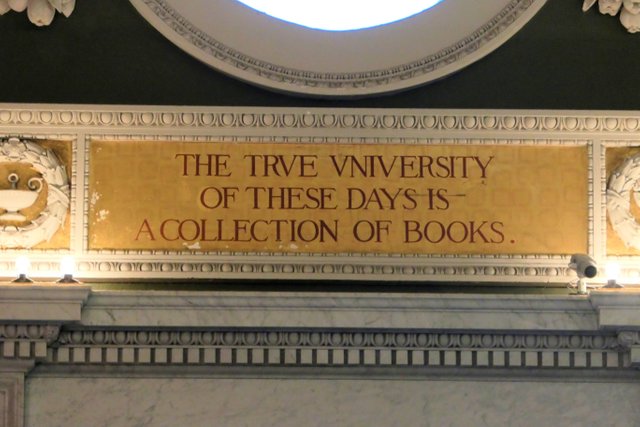 THE TRVE VNIVERSITY
OF THESE DAYS IS
A COLLECTION OF BOOKS.